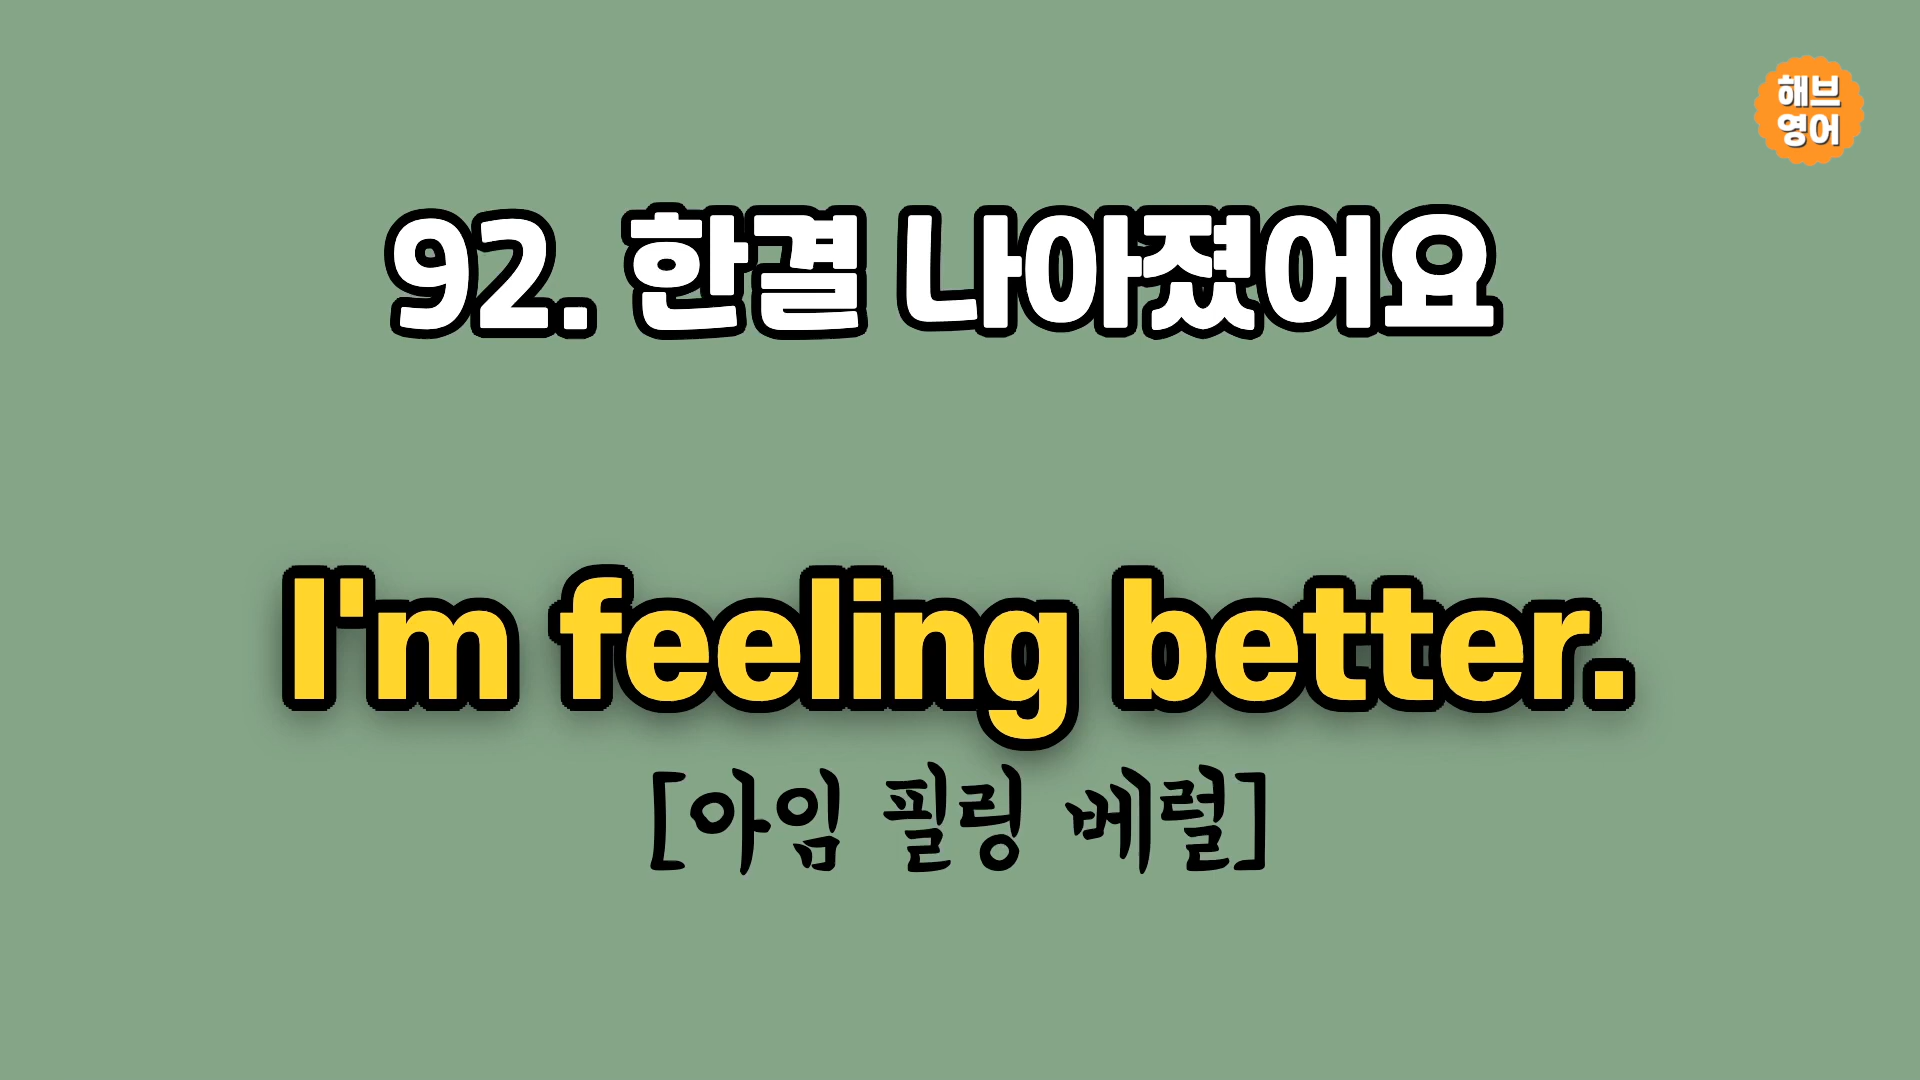 해브
영어
92. 한결 나아졌어요
I'm feeling better.
[아임 필링 베럴]